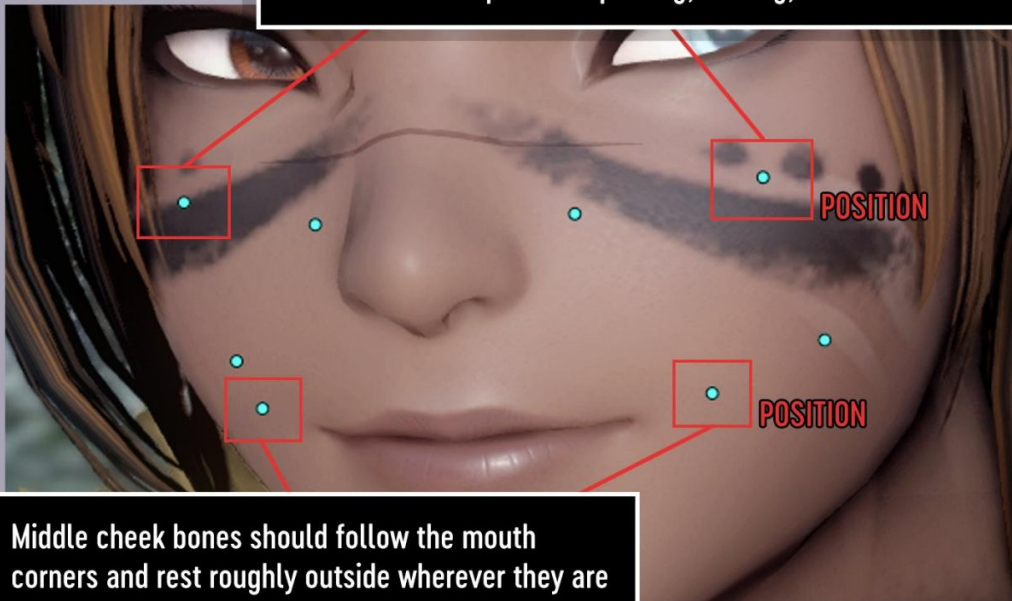 POSITION
POSITION
Middle cheek bones should follow the mouth
corners and rest roughly outside wherever they are